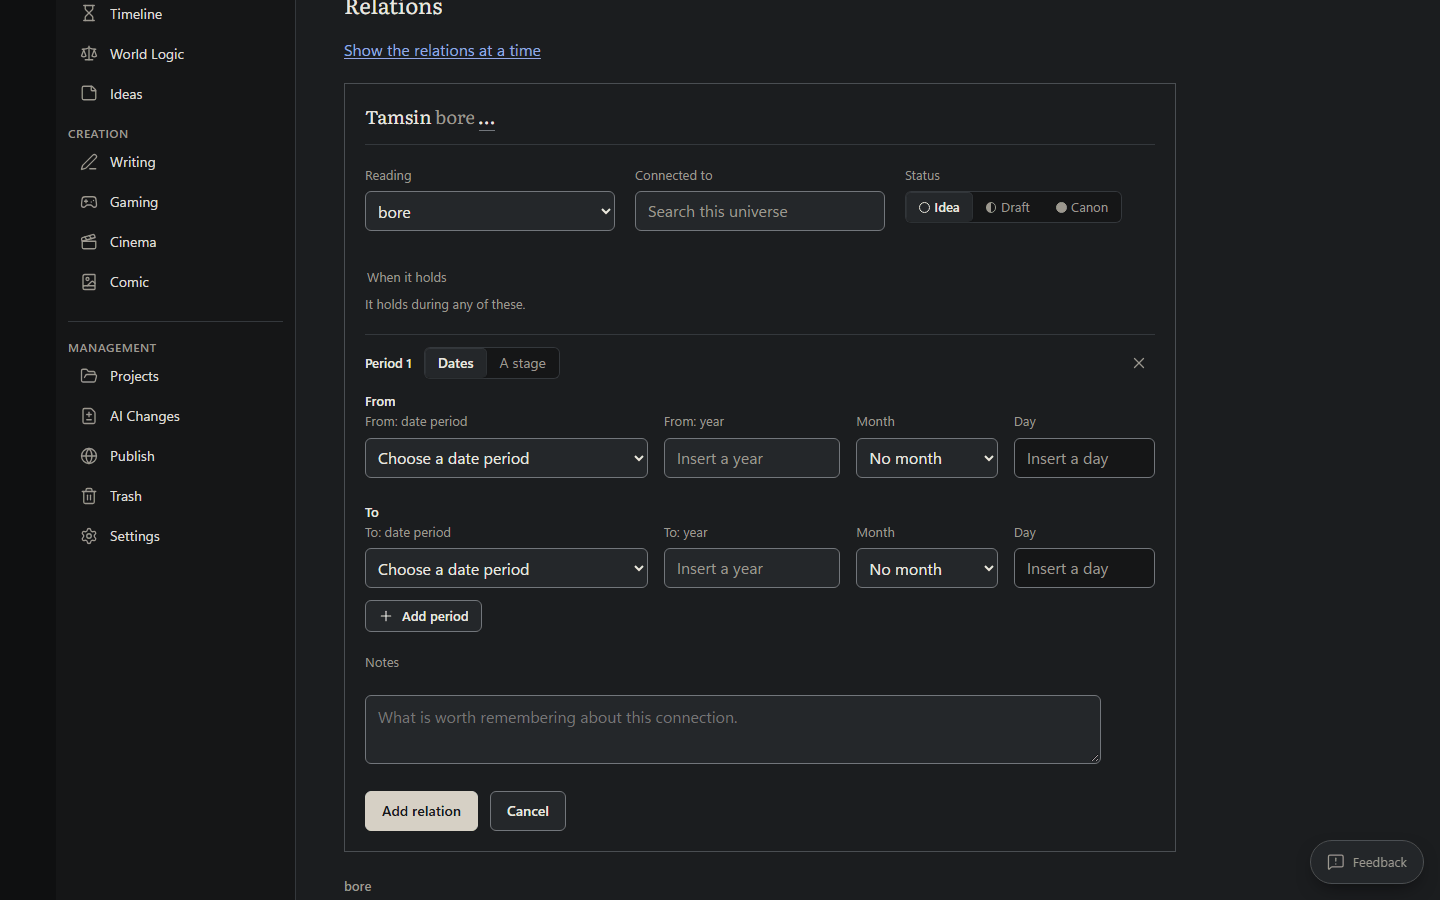 Timeline
World Logic
Ideas
CREATION
Writing
Gaming
Cinema
Comic
MANAGEMENT
Projects
AI Changes
Publish
Trash
Settings
Relations
Show the relations at a time
Tamsin bore ...
Reading
Connected to
Status
bore
Search this universe
Idea
Draft
Canon
When it holds
It holds during any of these.
Period 1
Dates
A stage
From
From: date period
From: year
Month
Day
Choose a date period
Insert a year
No month
Insert a day
To
To: date period
To: year
Month
Day
Choose a date period
Insert a year
No month
Insert a day
Add period
Notes
What is worth remembering about this connection.
Add relation
Cancel
bore
Feedback